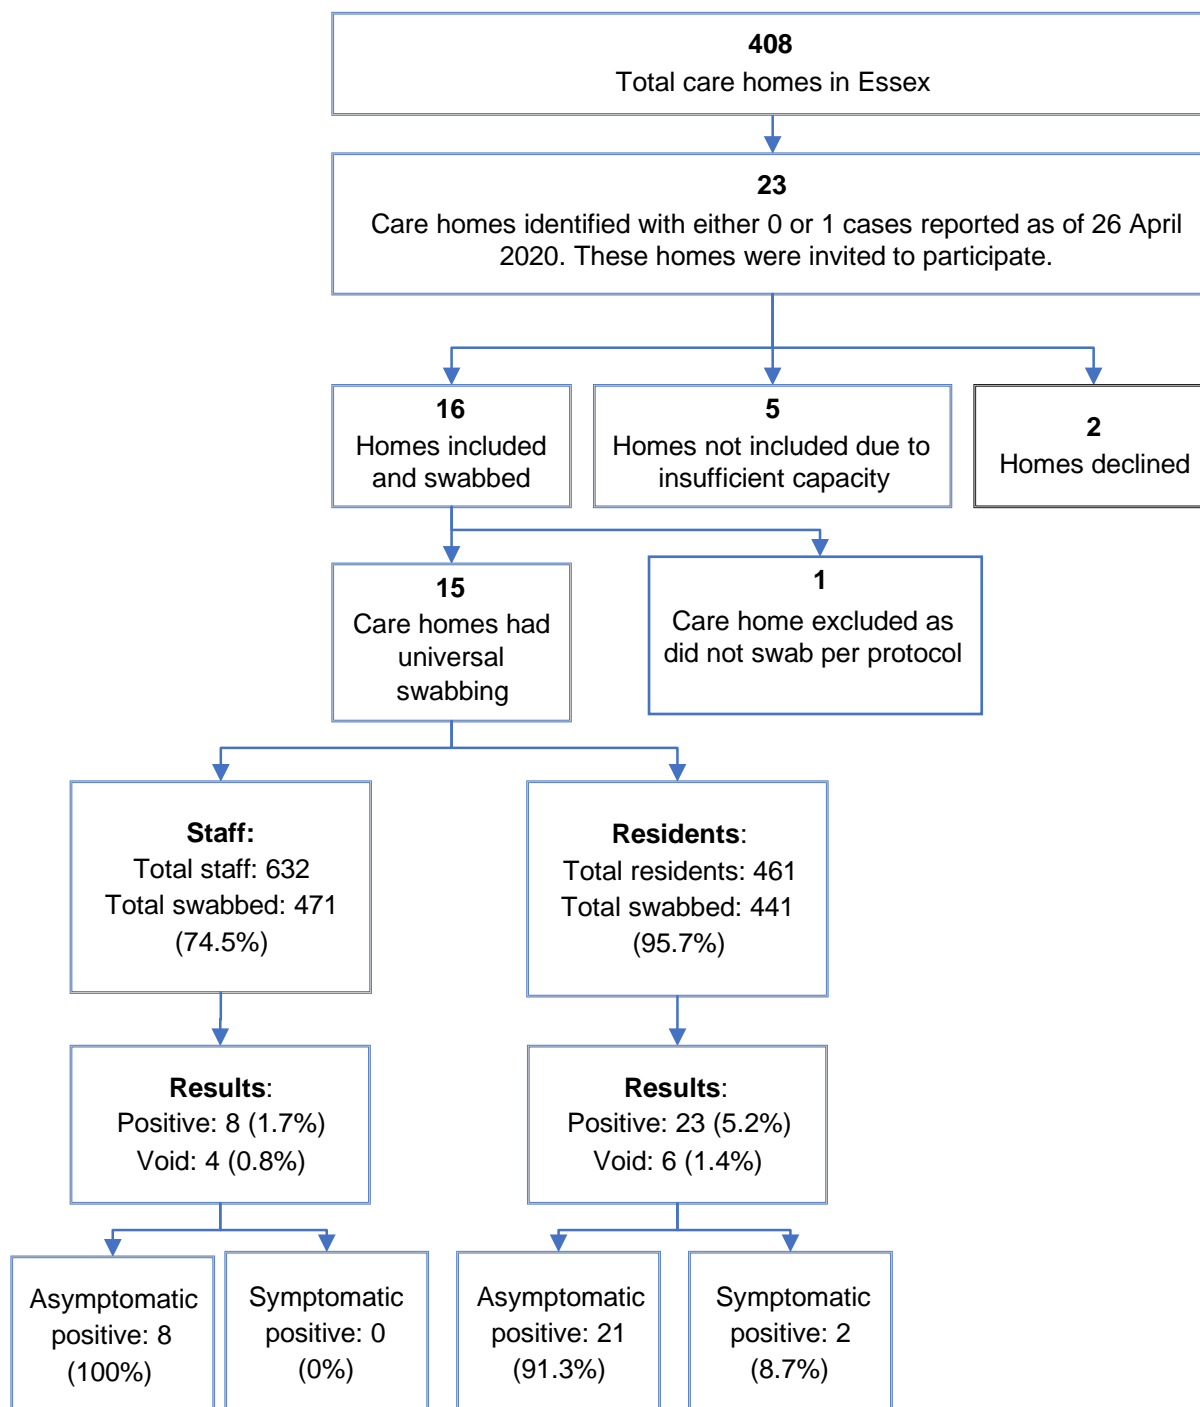 408
Total care homes in Essex
23
Care homes identified with either 0 or 1 cases reported as of 26 April
2020. These homes were invited to participate.
16
Homes included
and swabbed
5
Homes not included due to
insufficient capacity
2
Homes declined
15
Care homes had
universal
swabbing
1
Care home excluded as
did not swab per protocol
Staff:
Total staff: 632
Total swabbed: 471
(74.5%)
Residents:
Total residents: 461
Total swabbed: 441
(95.7%)
Results:
Positive: 8 (1.7%)
Void: 4 (0.8%)
Results:
Positive: 23 (5.2%)
Void: 6 (1.4%)
Asymptomatic
positive: 8
(100%)
Symptomatic
positive: 0
(0%)
Asymptomatic
positive: 21
(91.3%)
Symptomatic
positive: 2
(8.7%)